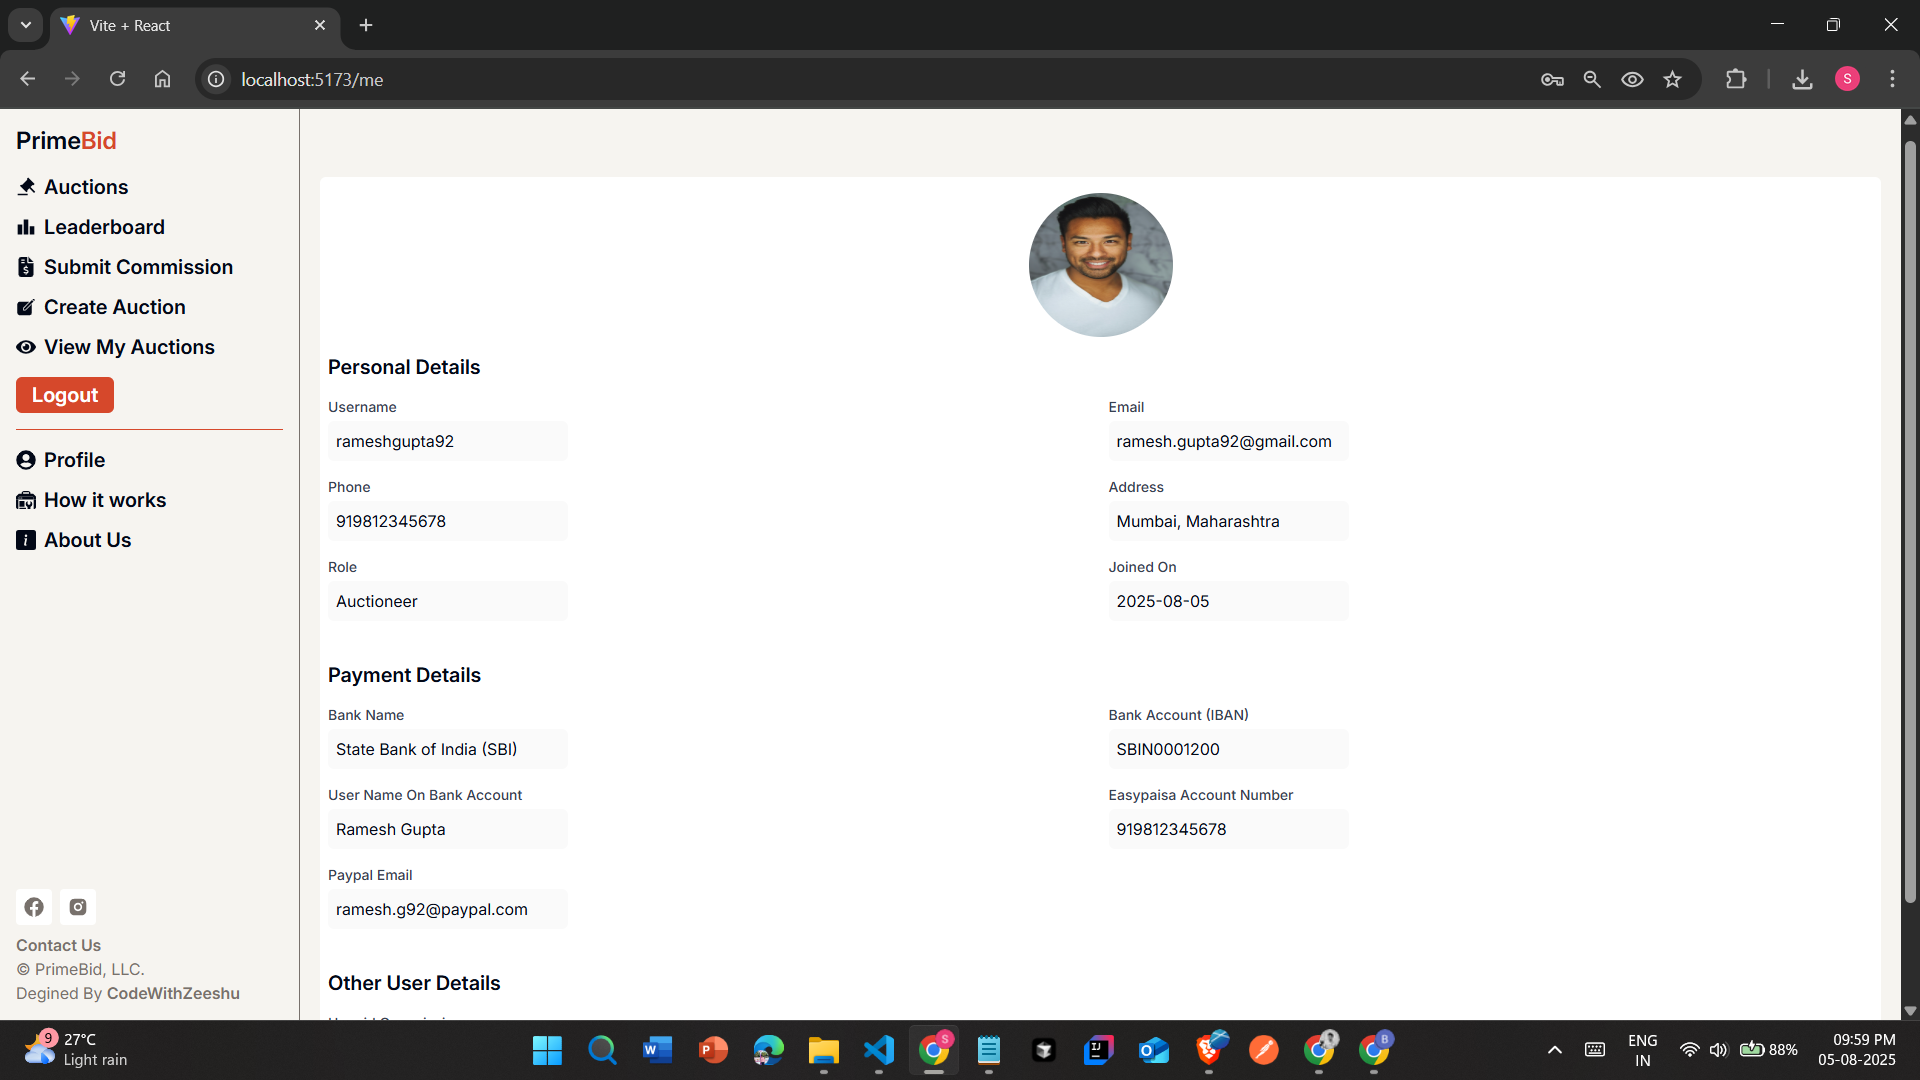 Vite + React
localhost:5173/me
S
PrimeBid
Auctions
Leaderboard
Submit Commission
Create Auction
View My Auctions
Logout
Profile
How it works
About Us
Contact Us
© PrimeBid, LLC.
Degined By CodeWithZeeshu
Personal Details
Username
Email
rameshgupta92
ramesh.gupta92@gmail.com
Phone
Address
919812345678
Mumbai, Maharashtra
Role
Joined On
Auctioneer
2025-08-05
Payment Details
Bank Name
Bank Account (IBAN)
State Bank of India (SBI)
SBIN0001200
User Name On Bank Account
Easypaisa Account Number
Ramesh Gupta
919812345678
Paypal Email
ramesh.g92@paypal.com
Other User Details
9
27°C
Light rain
W
P
S
IJ
B
ENG
IN
88%
09:59 PM
05-08-2025